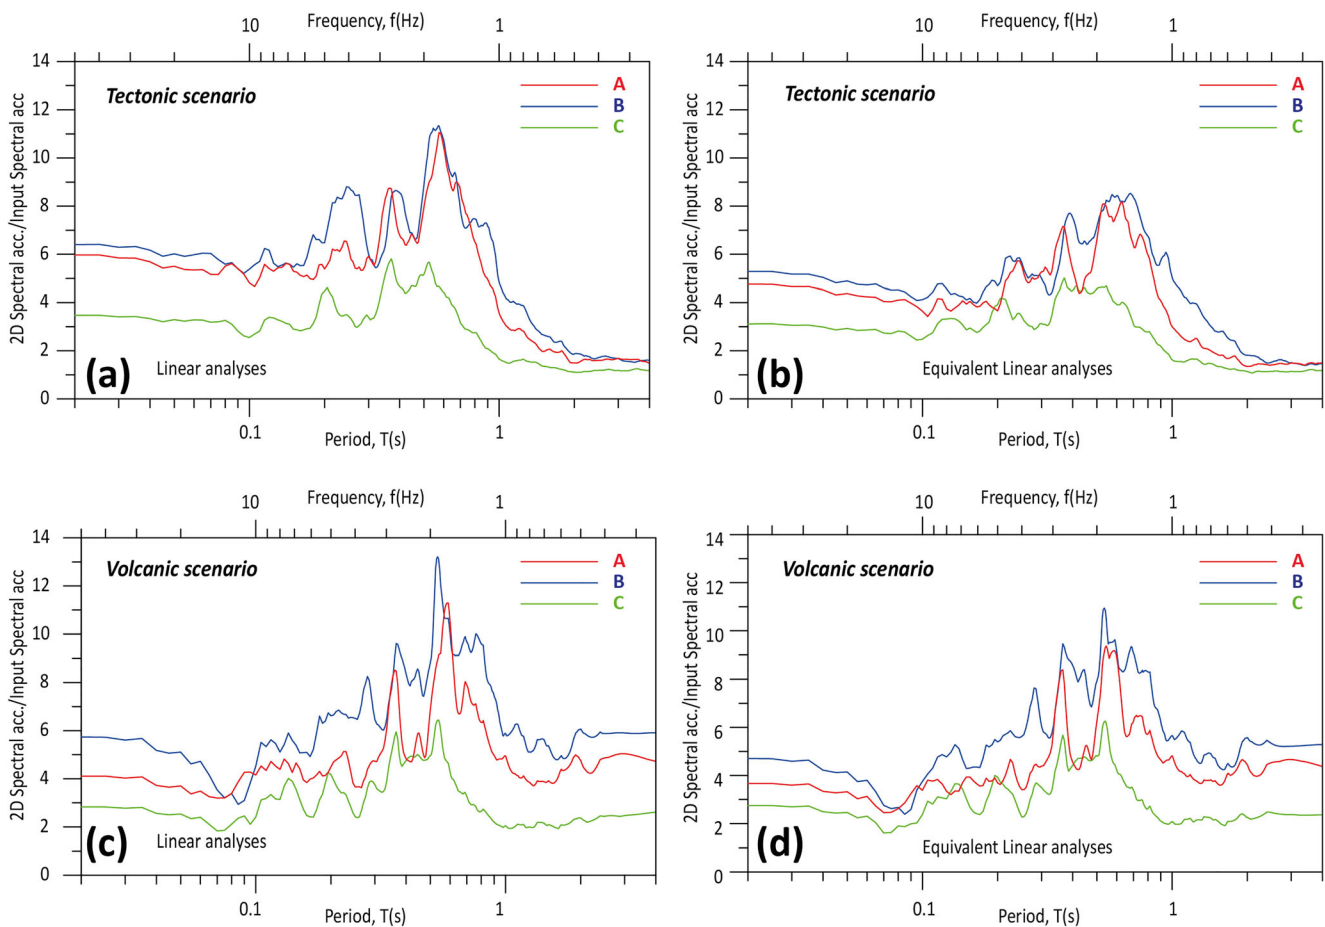 Frequency, f(Hz)
10 1
14
12
10
8
6
4
2
0
2D Spectral acc./Input Spectral acc
Tectonic scenario
A
B
C
(a)
Linear analyses
0.1 1
Period, T(s)
Frequency, f(Hz)
10 1
14
12
10
8
6
4
2
0
2D Spectral acc./Input Spectral acc
Tectonic scenario
A
B
C
(b)
Equivalent Linear analyses
0.1 1
Period, T(s)
Frequency, f(Hz)
10 1
14
12
10
8
6
4
2
0
2D Spectral acc./Input Spectral acc
Volcanic scenario
A
B
C
(c)
Linear analyses
0.1 1
Period, T(s)
Frequency, f(Hz)
10 1
14
12
10
8
6
4
2
0
2D Spectral acc./Input Spectral acc
Volcanic scenario
A
B
C
(d)
Equivalent Linear analyses
0.1 1
Period, T(s)